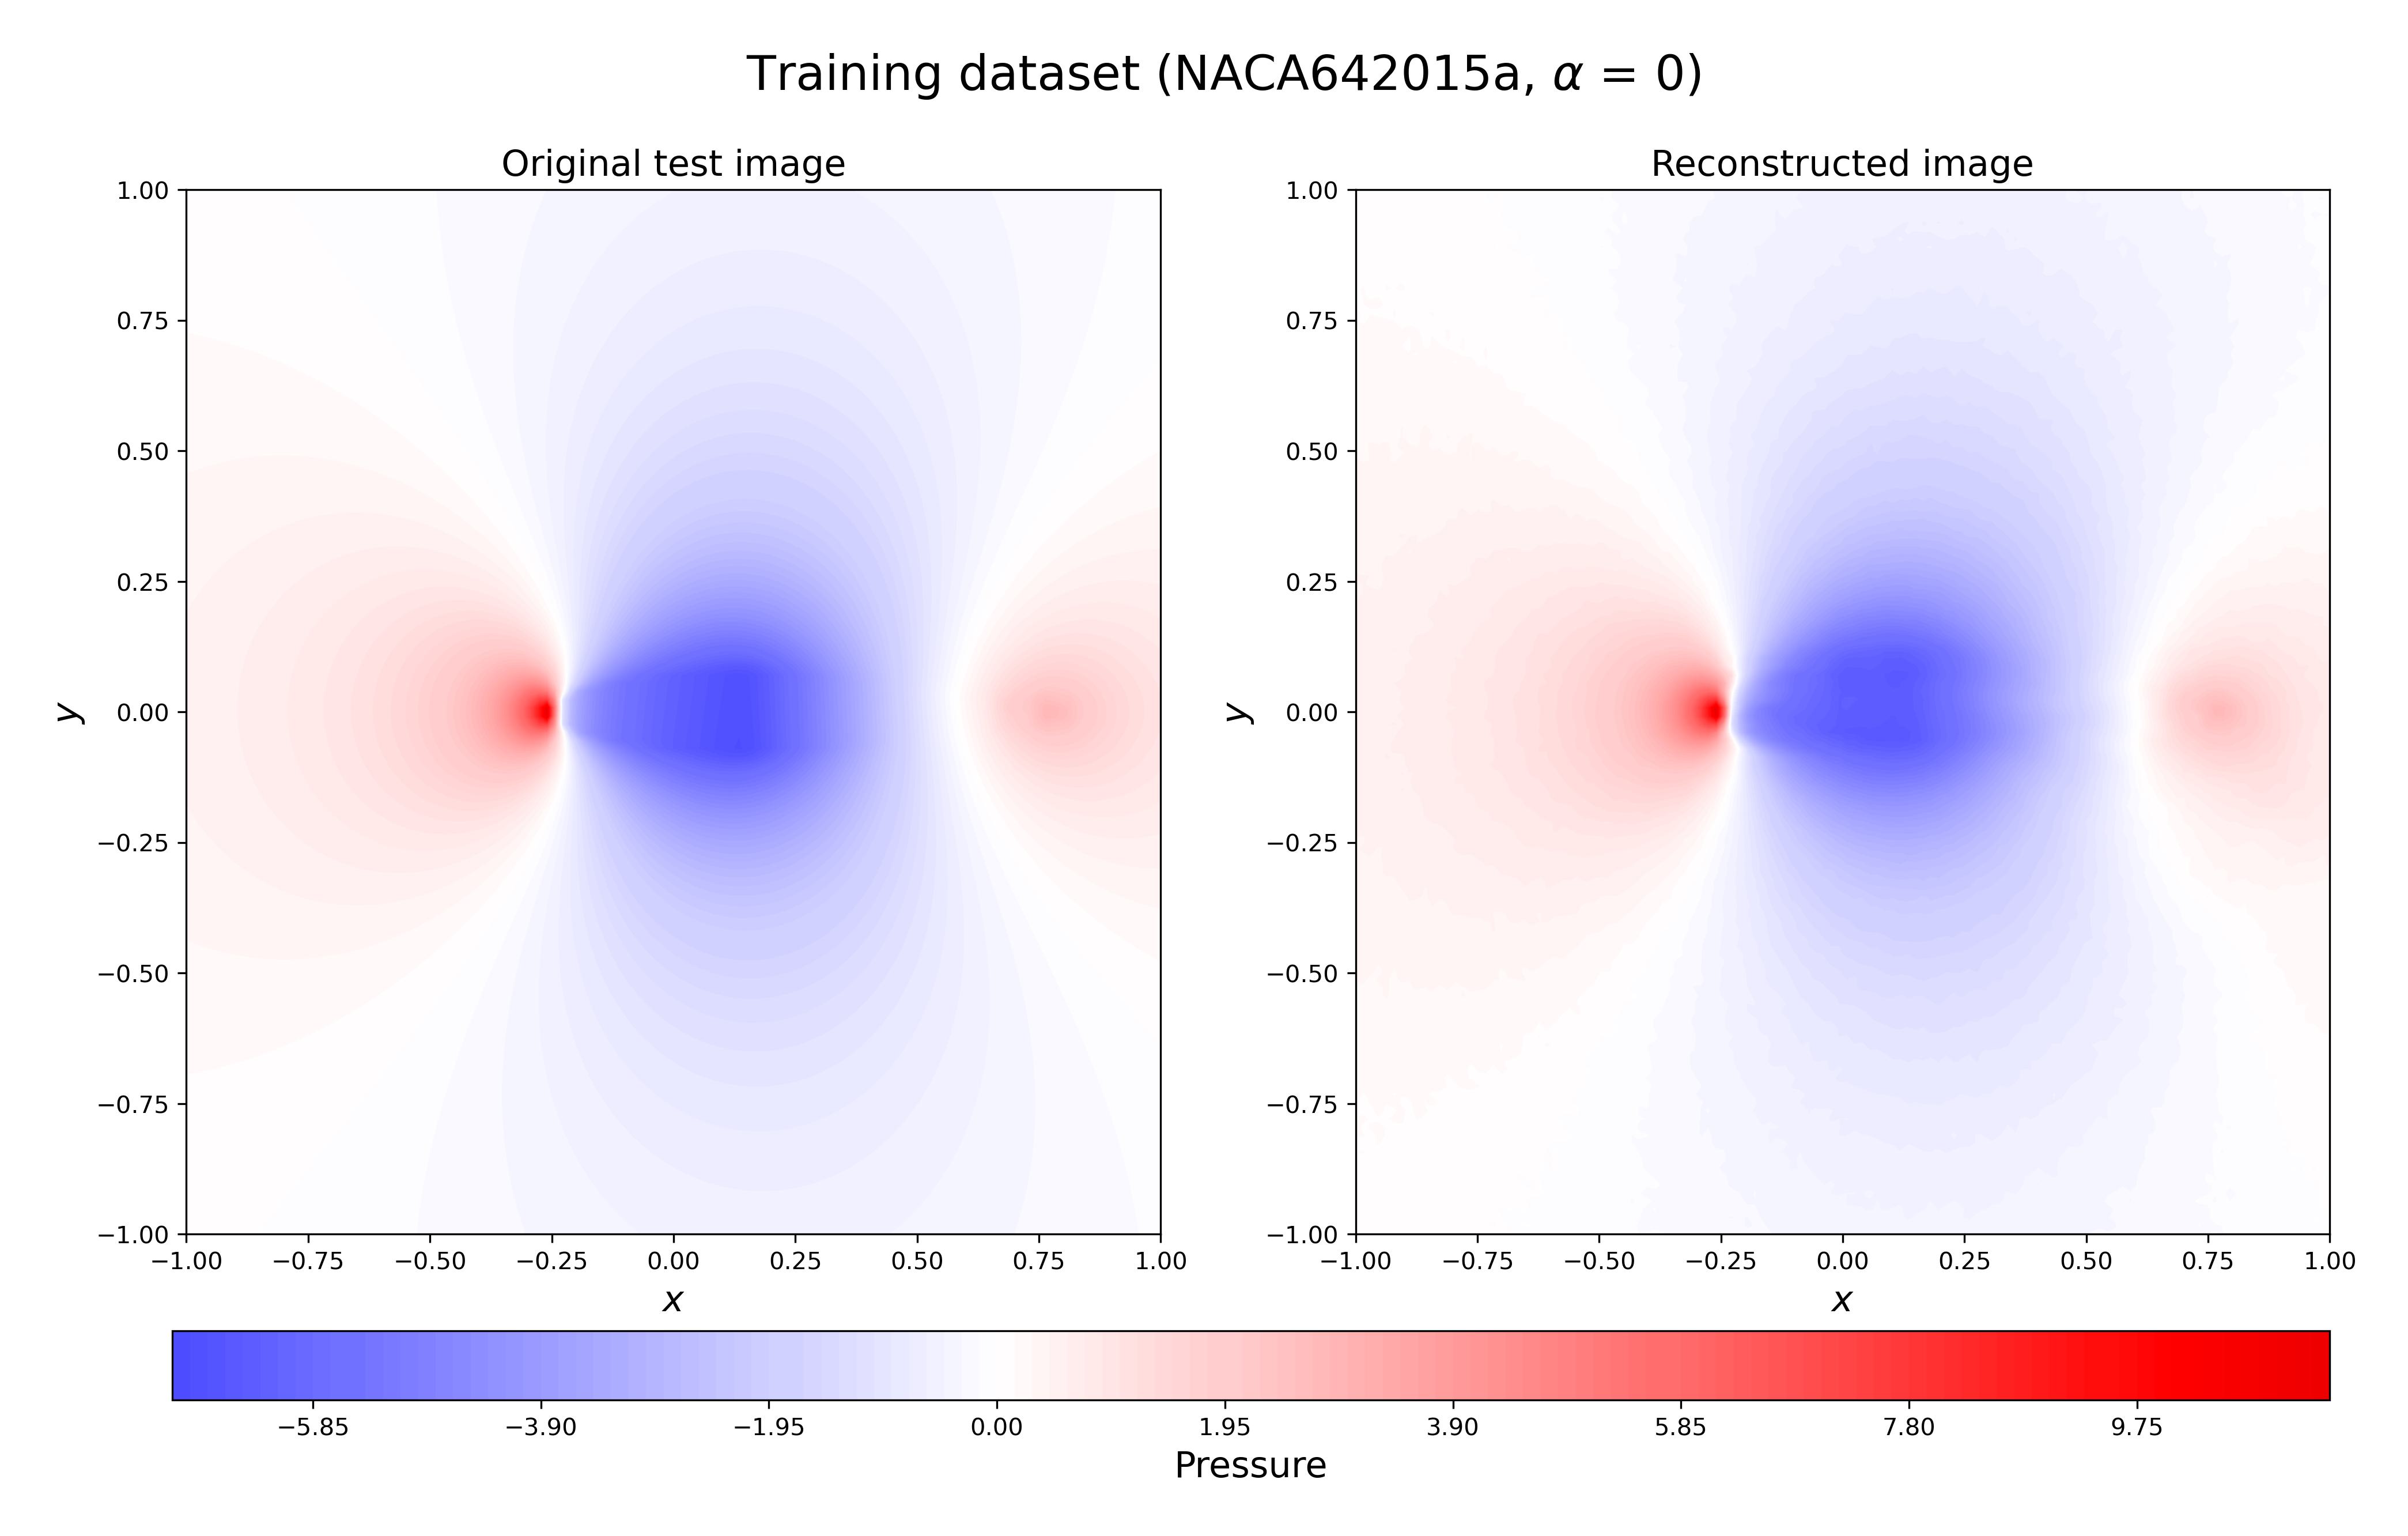 Training dataset (NACA642015a, α = 0)
Original test image
1.00
0.75
0.50
0.25
0.00
−0.25
−0.50
−0.75
−1.00
y
−1.00 −0.75 −0.50 −0.25 0.00 0.25 0.50 0.75 1.00
x
Reconstructed image
1.00
0.75
0.50
0.25
0.00
−0.25
−0.50
−0.75
−1.00
y
−1.00 −0.75 −0.50 −0.25 0.00 0.25 0.50 0.75 1.00
x
−5.85 −3.90 −1.95 0.00 1.95 3.90 5.85 7.80 9.75
Pressure